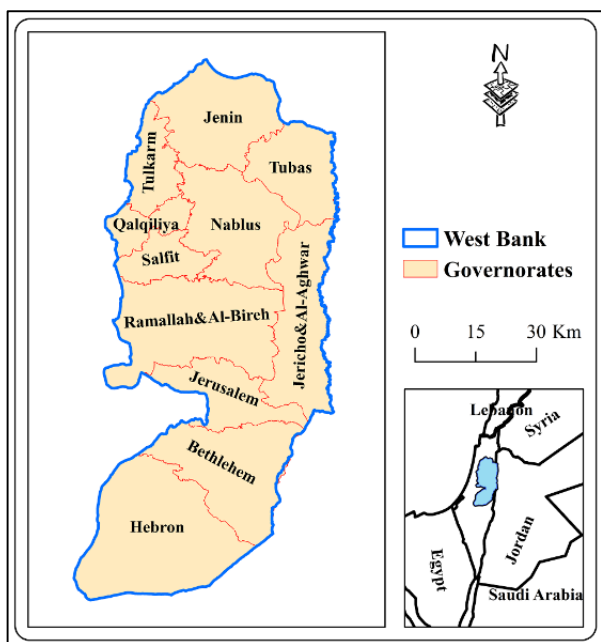 Jenin
Tubas
Tulkarm
Nablus
Qalqiliya
Salfit
Ramallah&Al-Birch
Jericho&Al-Aghwar
Jerusalem
Bethlehem
Hebron
N
West Bank
Governorates
0 15 30 Km
Lebanon
Syria
Jordan
Egypt
Saudi Arabia